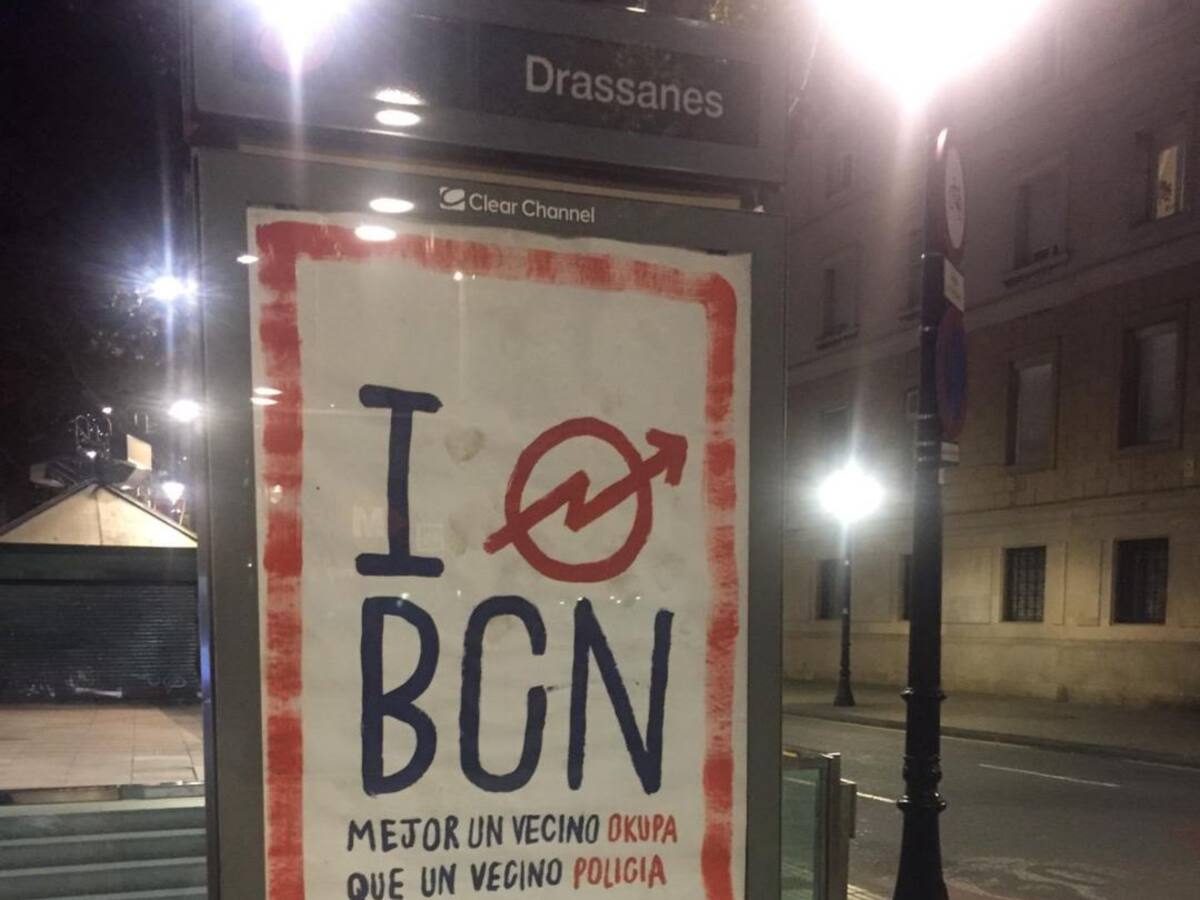 Drassanes
Clear Channel
I
BCN
MEJOR UN VECINO OKUPA
QUE UN VECINO POLICIA